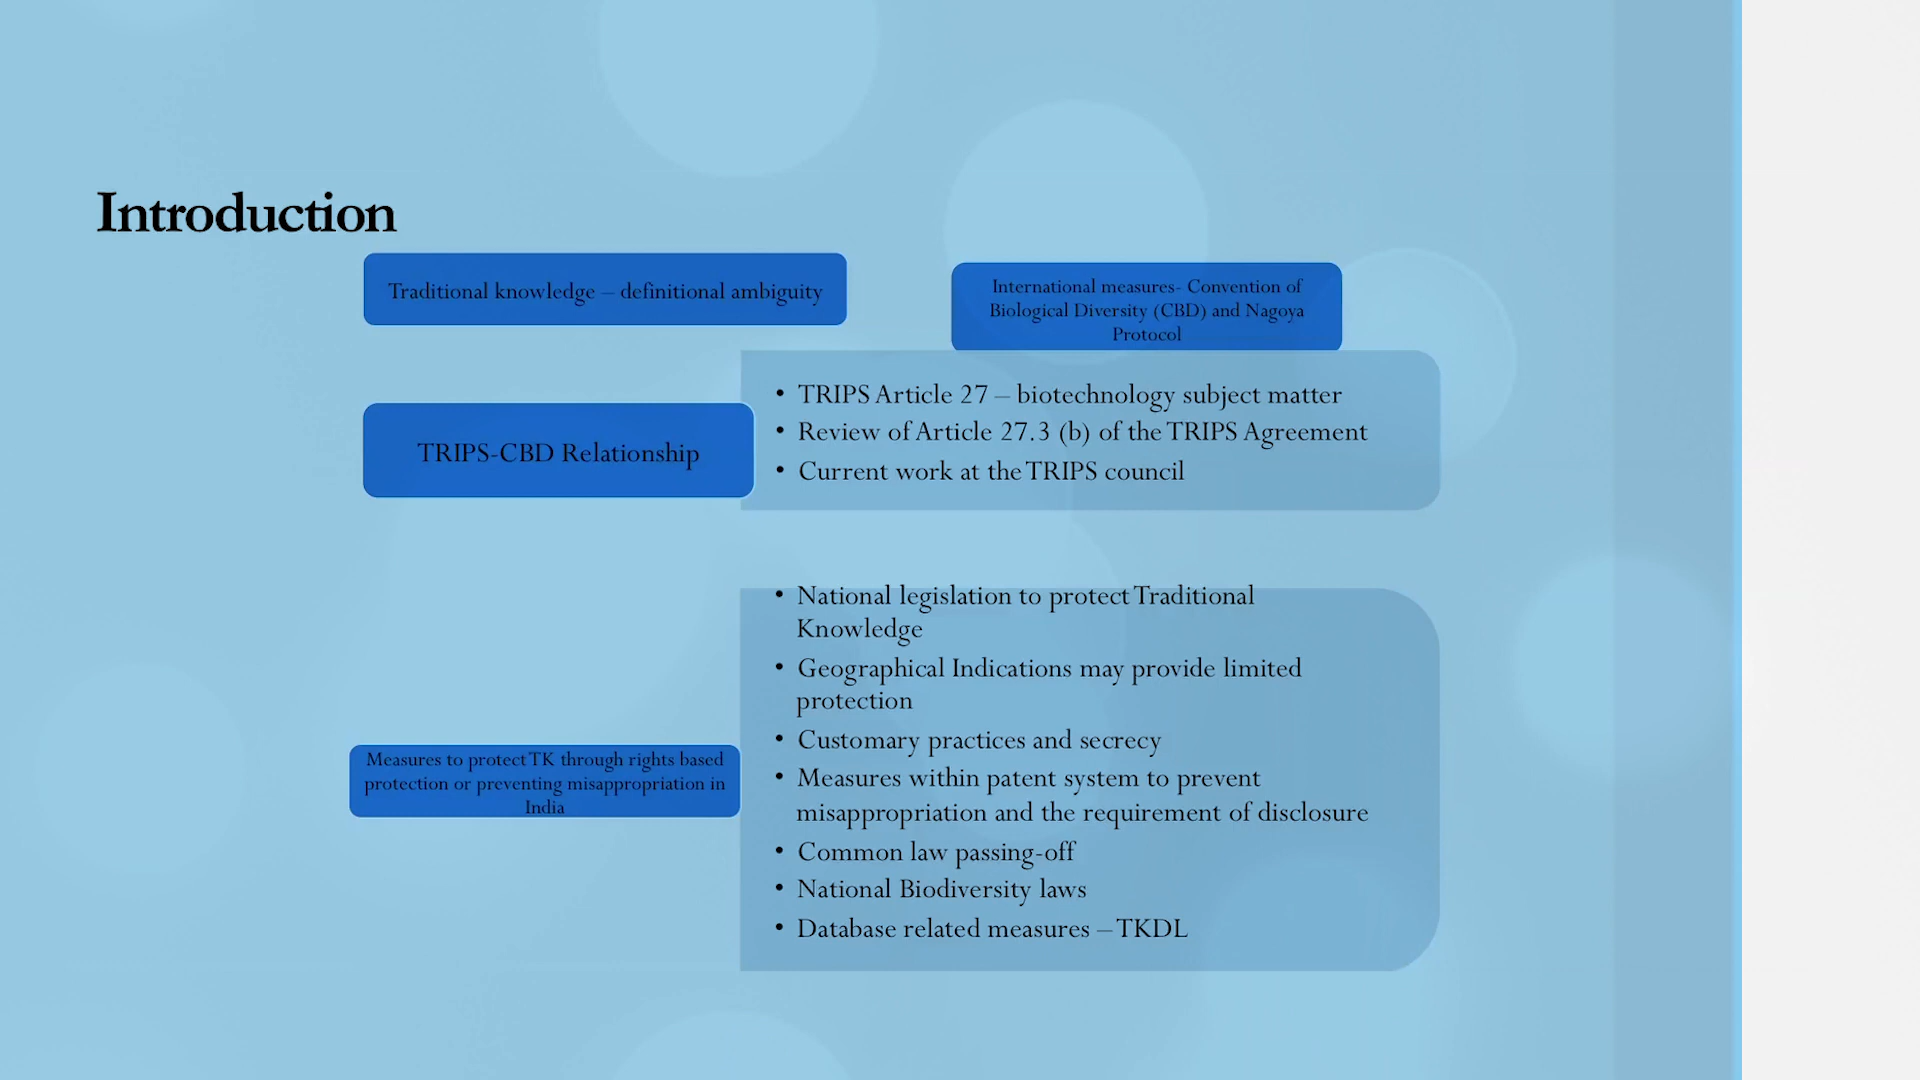 Introduction
Traditional knowledge – definitional ambiguity
International measures- Convention of
Biological Diversity (CBD) and Nagoya
Protocol
TRIPS-CBD Relationship
• TRIPS Article 27 – biotechnology subject matter
• Review of Article 27.3 (b) of the TRIPS Agreement
• Current work at the TRIPS council
Measures to protect TK through rights based
protection or preventing misappropriation in
India
• National legislation to protect Traditional
Knowledge
• Geographical Indications may provide limited
protection
• Customary practices and secrecy
• Measures within patent system to prevent
misappropriation and the requirement of disclosure
• Common law passing-off
• National Biodiversity laws
• Database related measures – TKDL